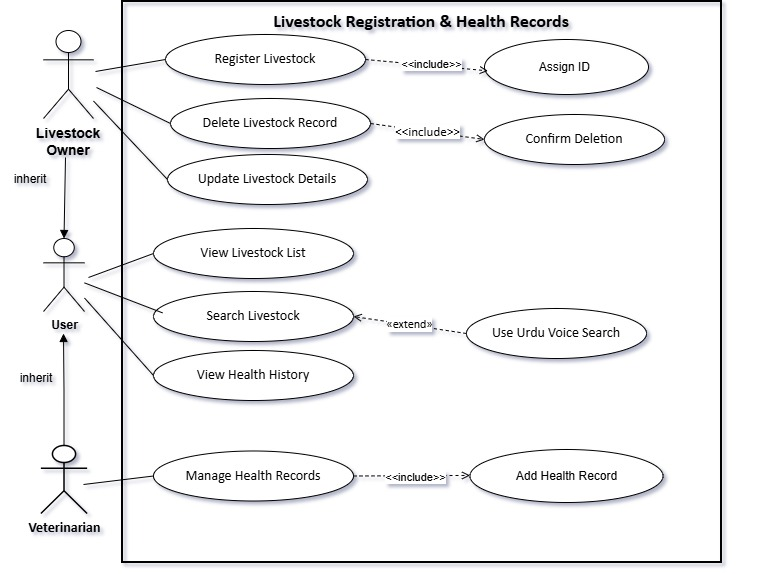 Livestock Registration & Health Records
Register Livestock
<<include>>
Assign ID
Livestock
Owner
Delete Livestock Record
<<include>>
Confirm Deletion
inherit
Update Livestock Details
View Livestock List
User
Search Livestock
«extend»
Use Urdu Voice Search
inherit
View Health History
Veterinarian
Manage Health Records
<<include>>
Add Health Record